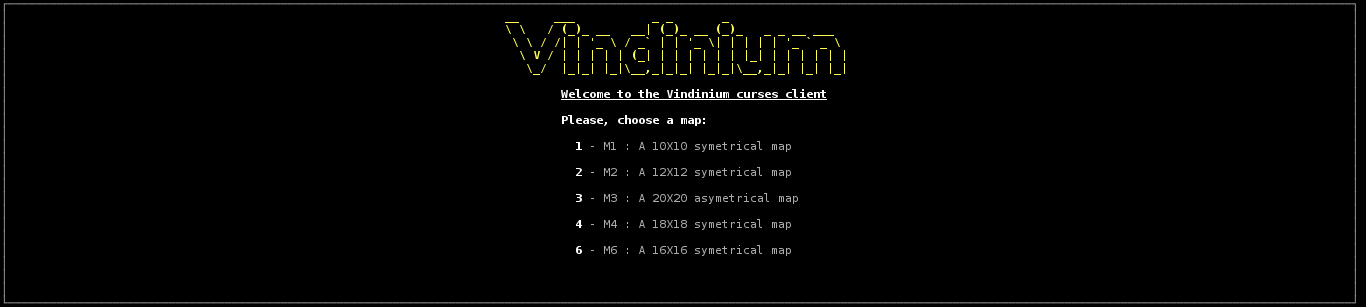 Vindinium
Welcome to the Vindinium curses client
Please, choose a map:
1 - M1 : A 10X10 symetrical map
2 - M2 : A 12X12 symetrical map
3 - M3 : A 20X20 asymetrical map
4 - M4 : A 18X18 symetrical map
6 - M6 : A 16X16 symetrical map